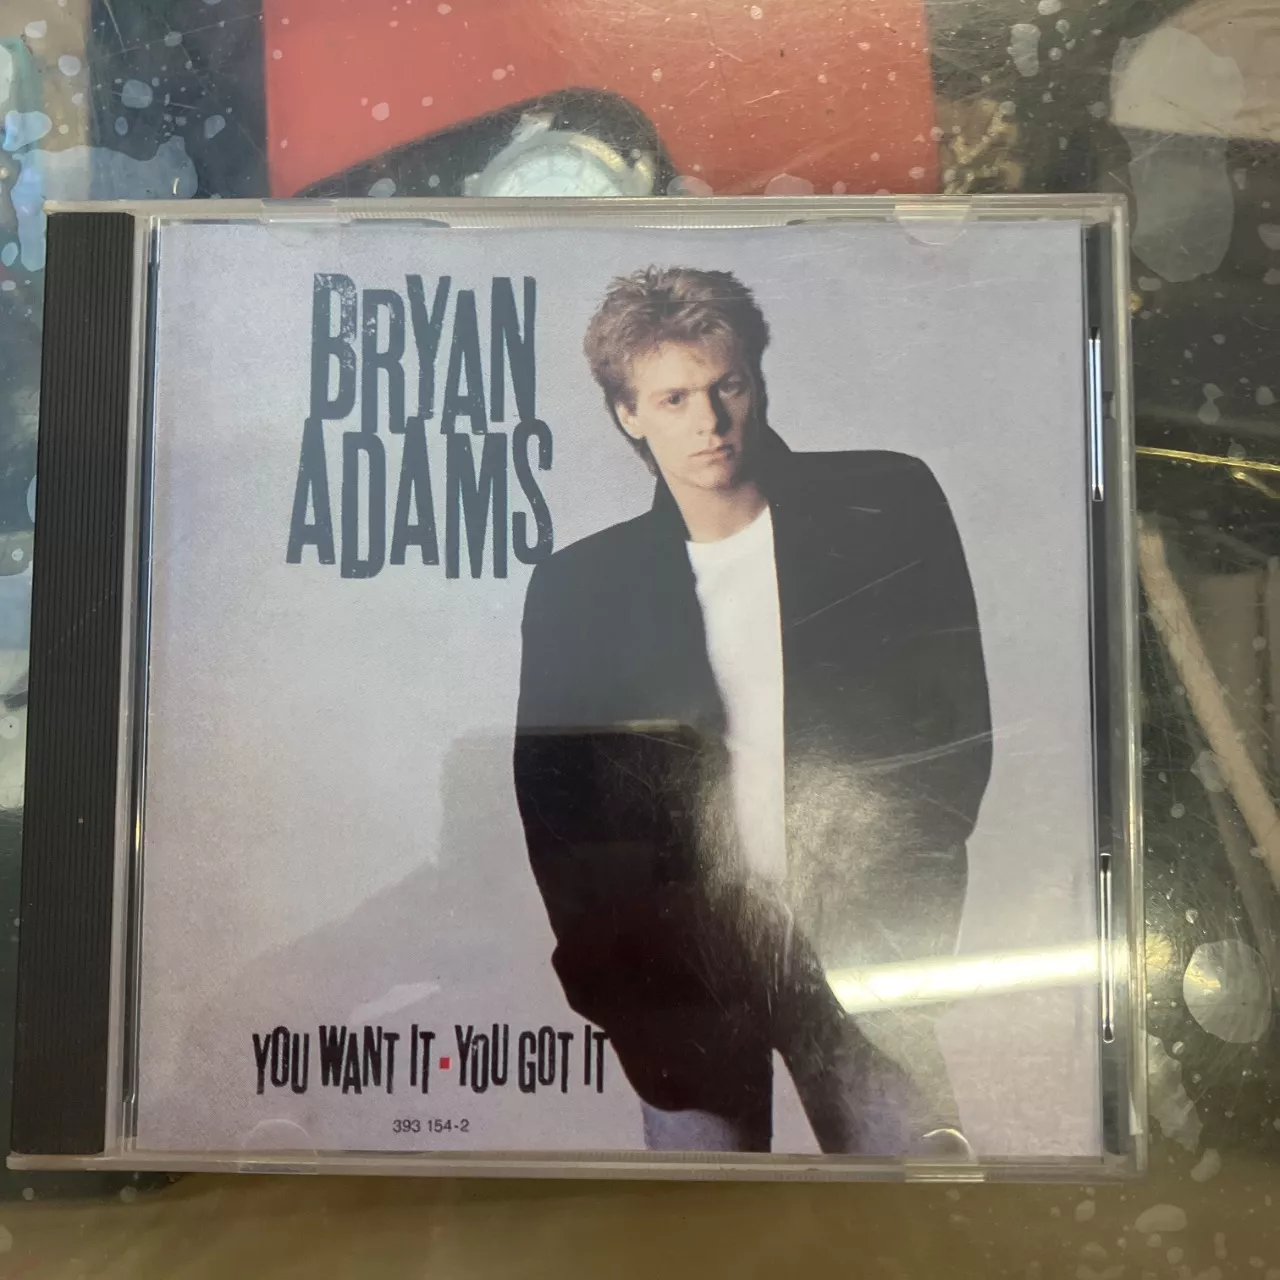 BRYAN
ADAMS
YOU WANT IT ▪ YOU GOT IT
393 154-2